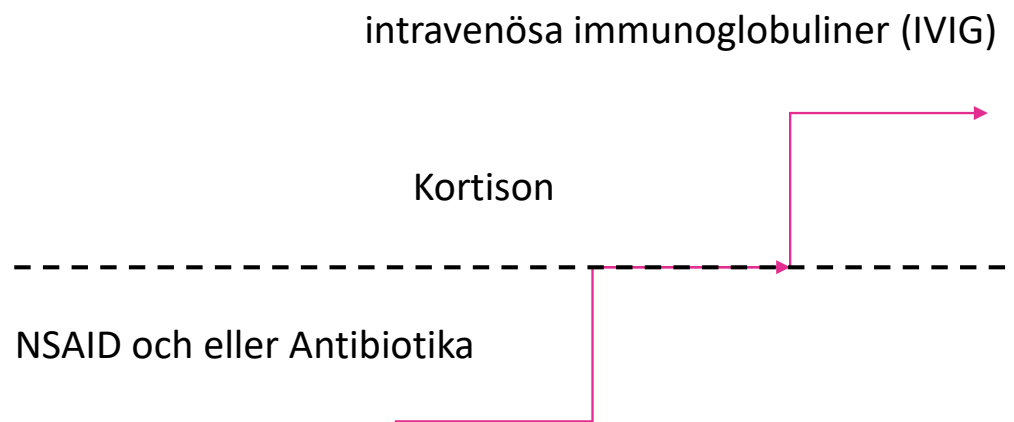 intravenösa immunoglobuliner (IVIG)
Kortison
NSAID och eller Antibiotika